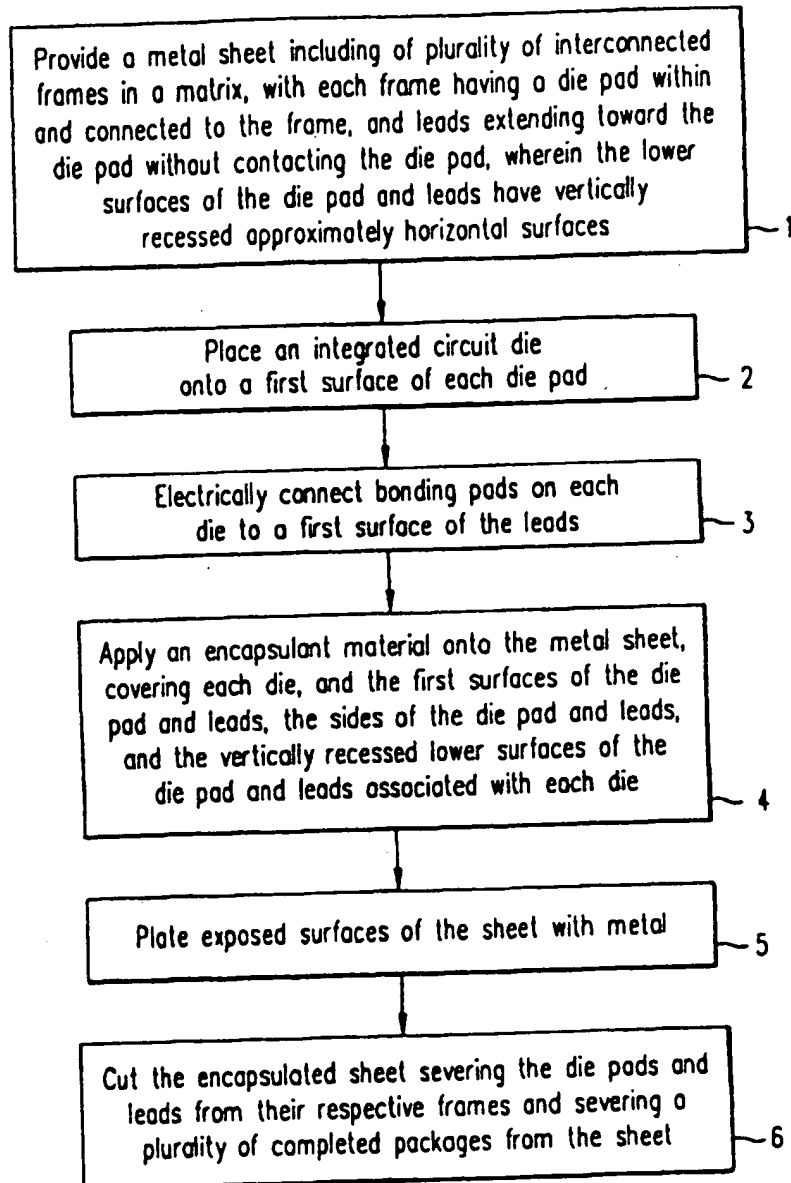 Provide a metal sheet including of plurality of interconnected
frames in a matrix, with each frame having a die pad within
and connected to the frame, and leads extending toward the
die pad without contacting the die pad, wherein the lower
surfaces of the die pad and leads have vertically
recessed approximately horizontal surfaces
1
Place an integrated circuit die
onto a first surface of each die pad
2
Electrically connect bonding pads on each
die to a first surface of the leads
3
Apply an encapsulant material onto the metal sheet,
covering each die, and the first surfaces of the die
pad and leads, the sides of the die pad and leads,
and the vertically recessed lower surfaces of the
die pad and leads associated with each die
4
Plate exposed surfaces of the sheet with metal
5
Cut the encapsulated sheet severing the die pads and
leads from their respective frames and severing a
plurality of completed packages from the sheet
6